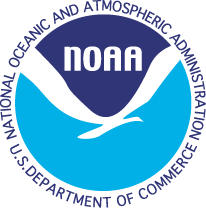 NATIONAL OCEANIC AND ATMOSPHERIC ADMINISTRATION
NOAA
U.S. DEPARTMENT OF COMMERCE